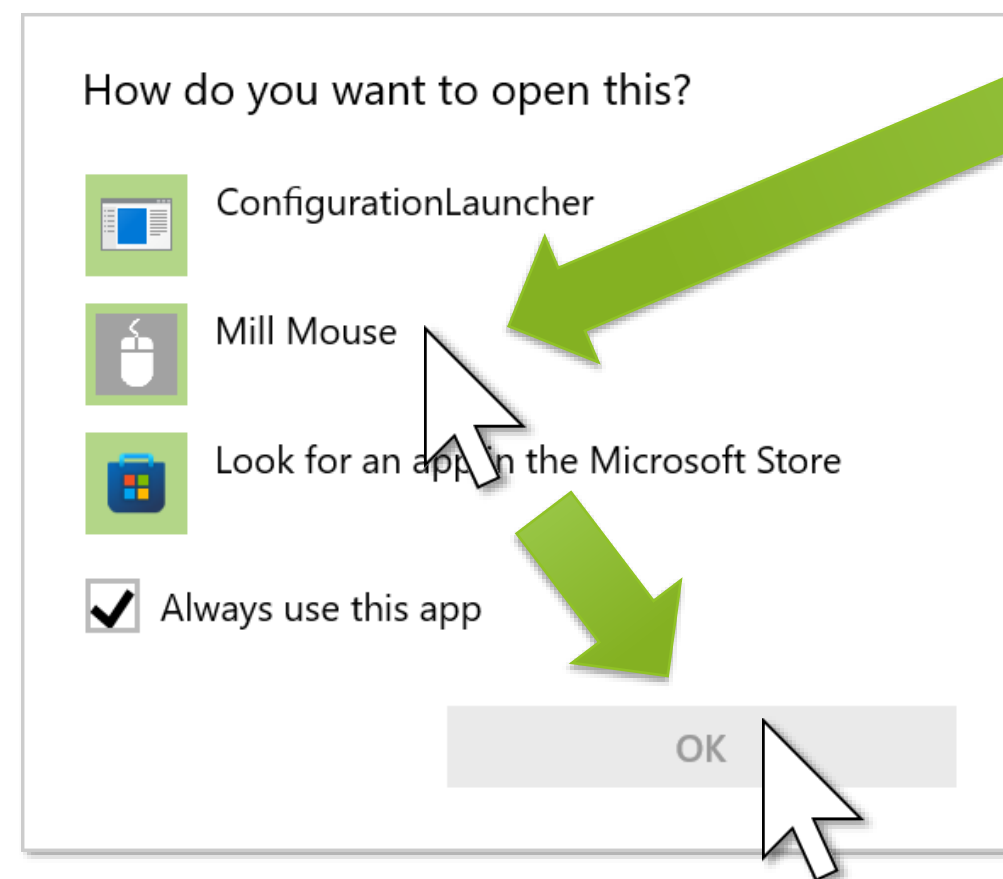 How do you want to open this?
ConfigurationLauncher
Mill Mouse
Look for an app in the Microsoft Store
Always use this app
OK